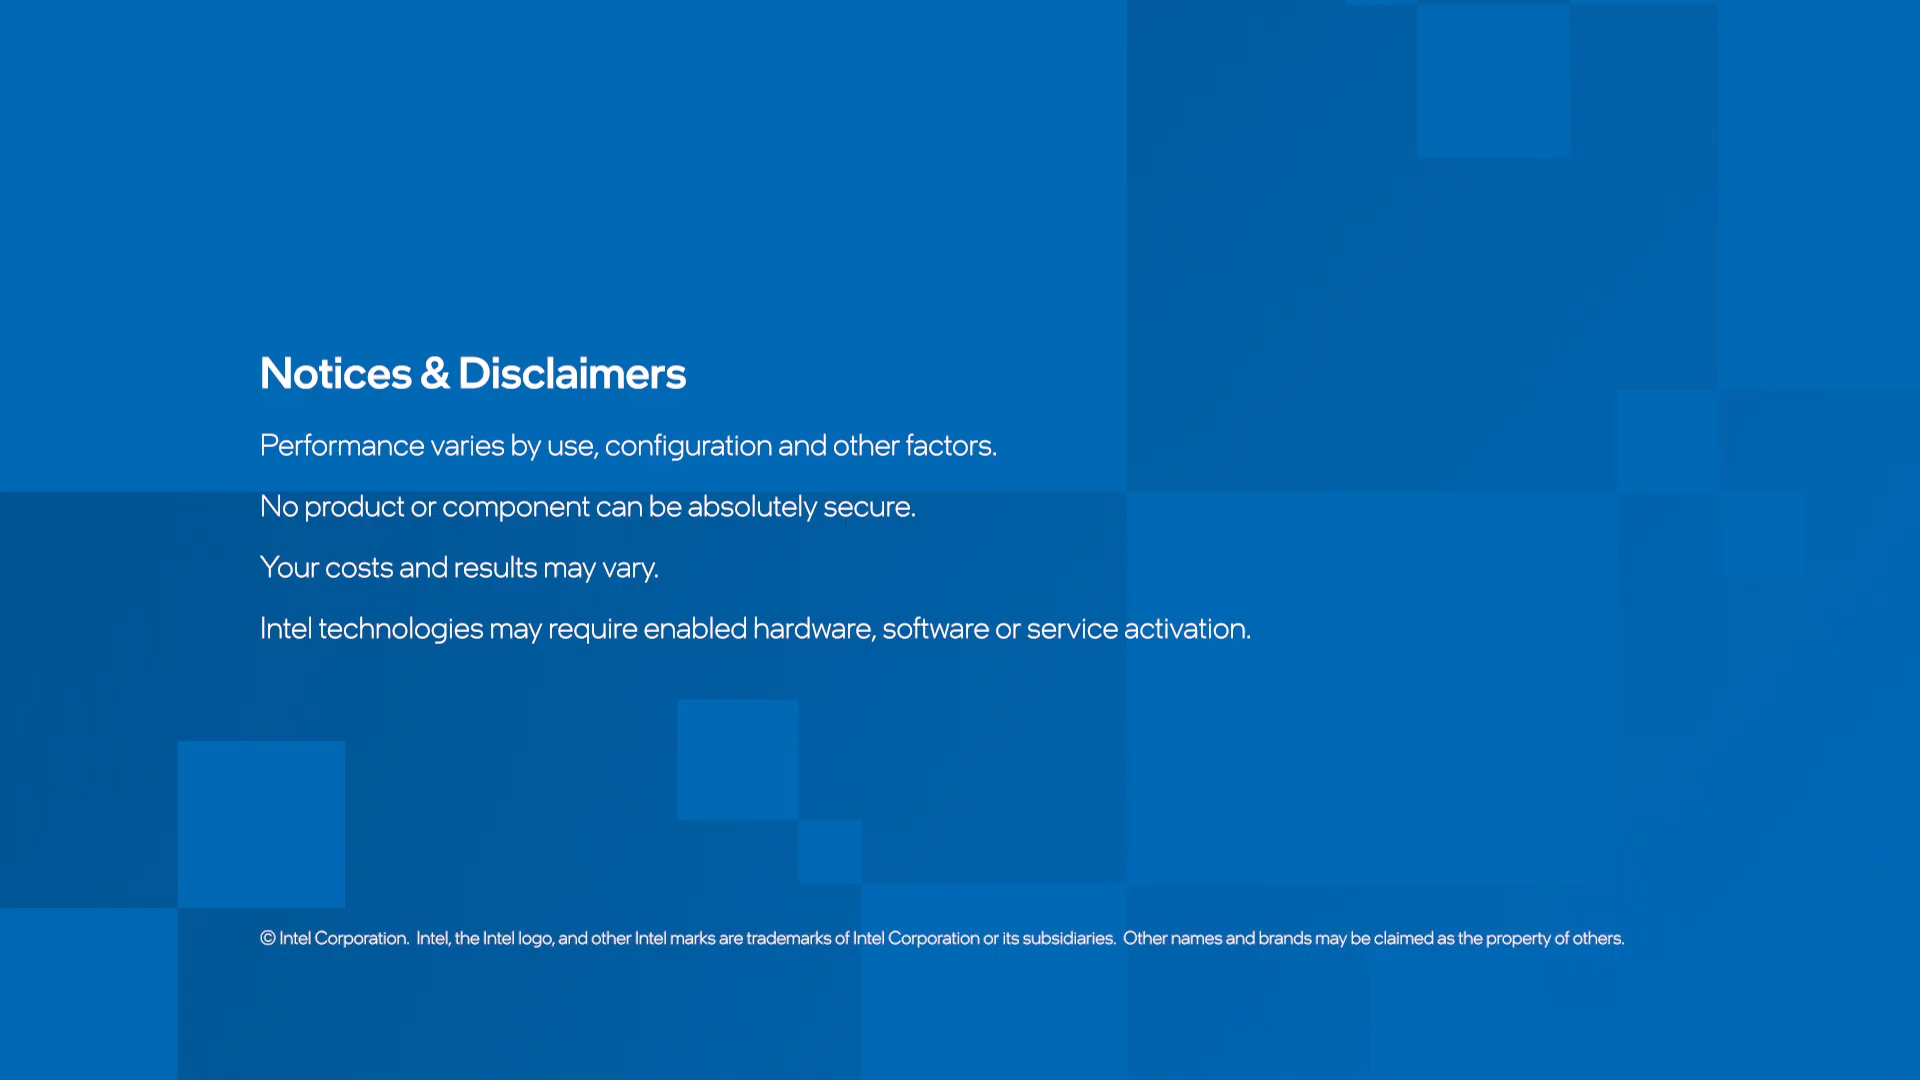 Notices & Disclaimers
Performance varies by use, configuration and other factors.
No product or component can be absolutely secure.
Your costs and results may vary.
Intel technologies may require enabled hardware, software or service activation.
© Intel Corporation.  Intel, the Intel logo, and other Intel marks are trademarks of Intel Corporation or its subsidiaries.  Other names and brands may be claimed as the property of others.